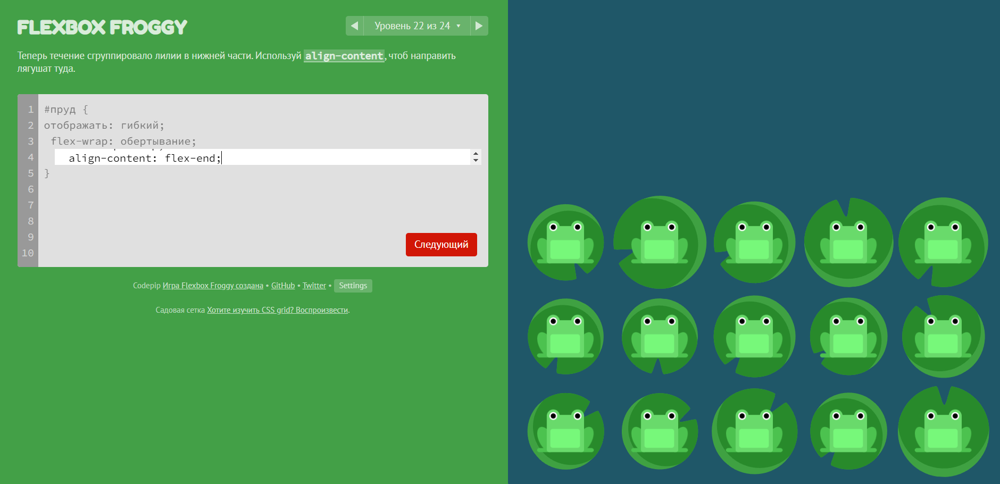 FLEXBOX FROGGY
Уровень 22 из 24
Теперь течение сгруппировало лилии в нижней части. Используй align-content, чтоб направить
лягушат туда.
1 #пруд {
2 отображать: гибкий;
3 flex-wrap: обертывание;
4 align-content: flex-end;
5 }
6
7
8
9
10
Следующий
Codepip Игра Flexbox Froggy создана • GitHub • Twitter • Settings
Садовая сетка Хотите изучить CSS grid? Воспроизвести.